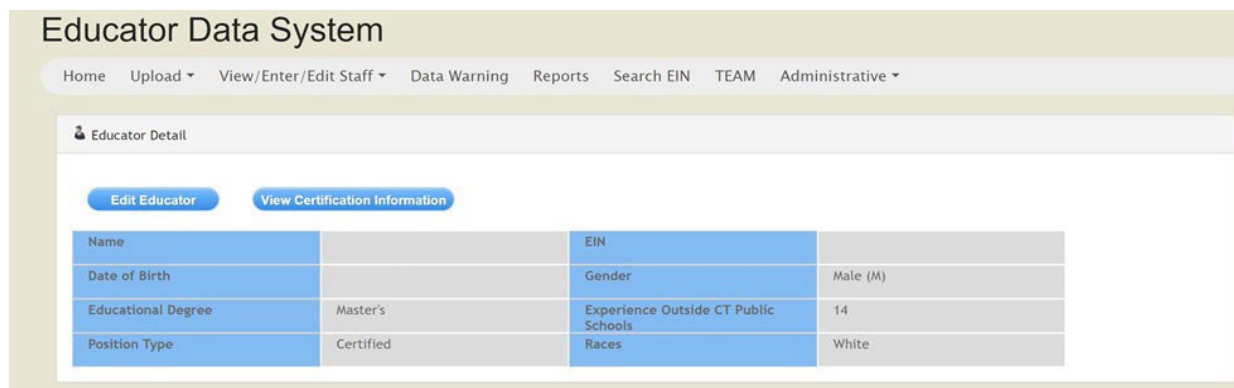 Educator Data System
Home Upload View/Enter/Edit Staff Data Warning Reports Search EIN TEAM Administrative
Educator Detail
Edit Educator View Certification Information
Name EIN
Date of Birth Gender Male (M)
Educational Degree Master's Experience Outside CT Public Schools 14
Position Type Certified Races White